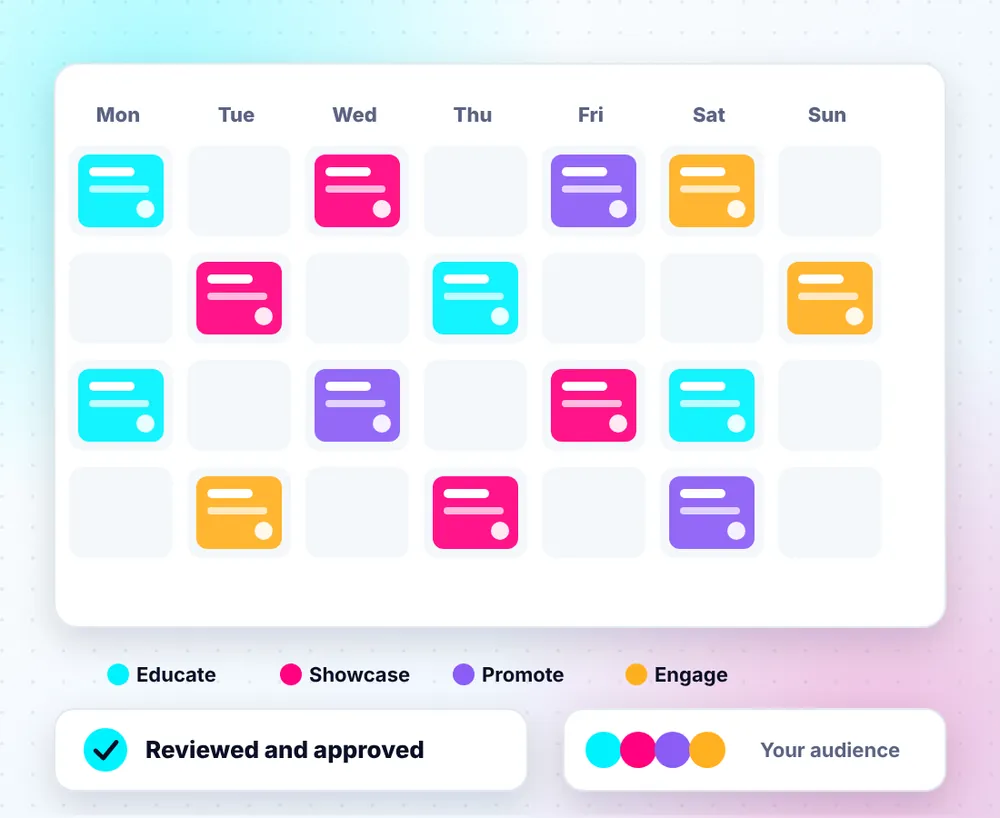 Mon Tue Wed Thu Fri Sat Sun
Educate Showcase Promote Engage
Reviewed and approved
Your audience